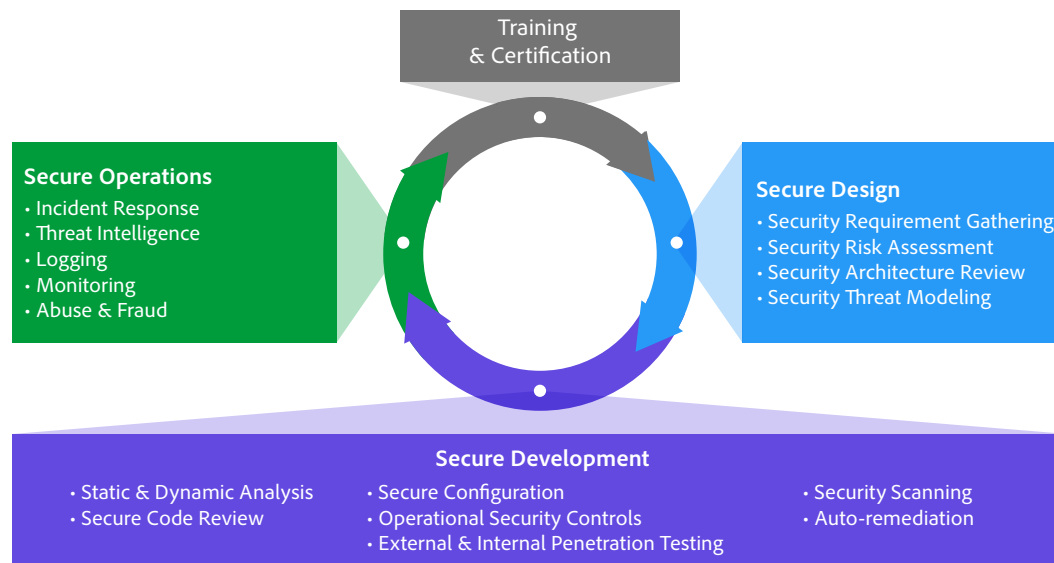 Training
& Certification
Secure Operations
• Incident Response
• Threat Intelligence
• Logging
• Monitoring
• Abuse & Fraud
Secure Design
• Security Requirement Gathering
• Security Risk Assessment
• Security Architecture Review
• Security Threat Modeling
Secure Development
• Static & Dynamic Analysis
• Secure Code Review
• Secure Configuration
• Operational Security Controls
• External & Internal Penetration Testing
• Security Scanning
• Auto-remediation